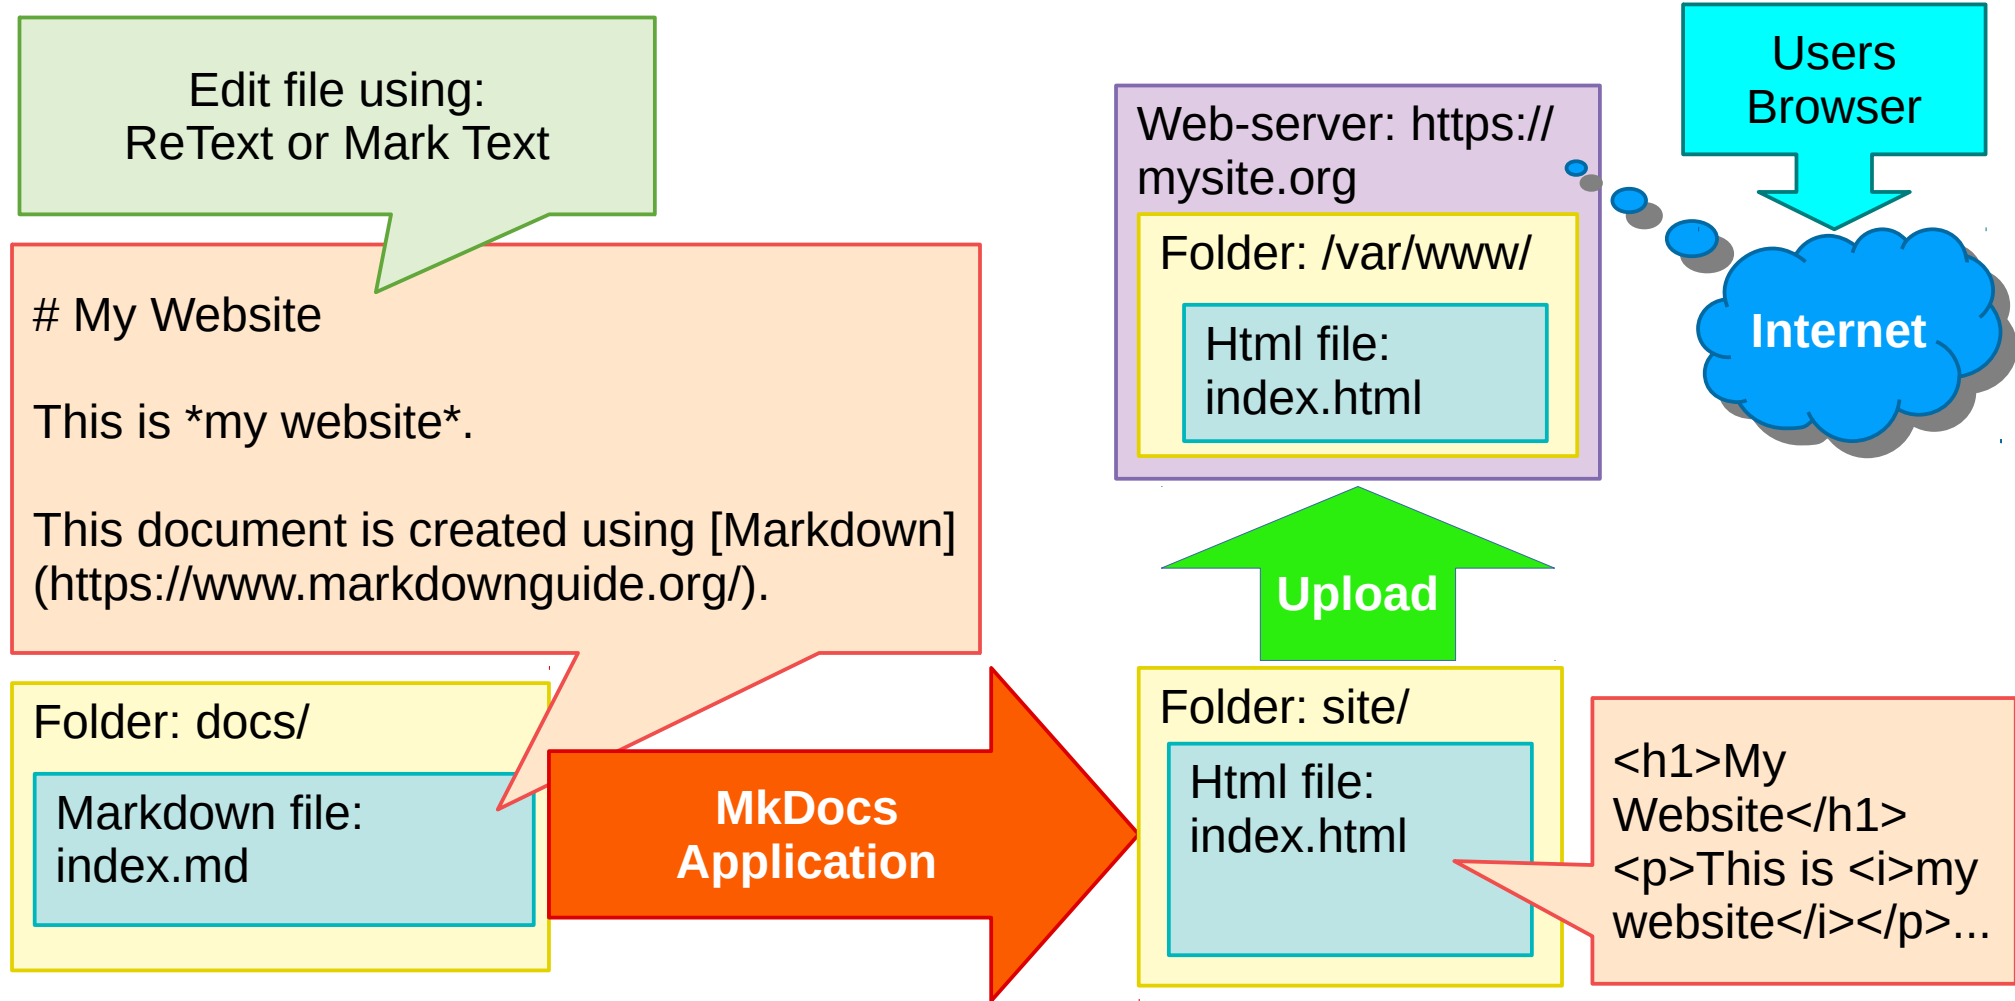 Edit file using:
ReText or Mark Text
# My Website
This is *my website*.
This document is created using [Markdown]
(https://www.markdownguide.org/).
Folder: docs/
Markdown file:
index.md
MkDocs
Application
Folder: site/
Html file:
index.html
<h1>My
Website</h1>
<p>This is <i>my
website</i></p>...
Upload
Web-server: https://
mysite.org
Folder: /var/www/
Html file:
index.html
Internet
Users
Browser